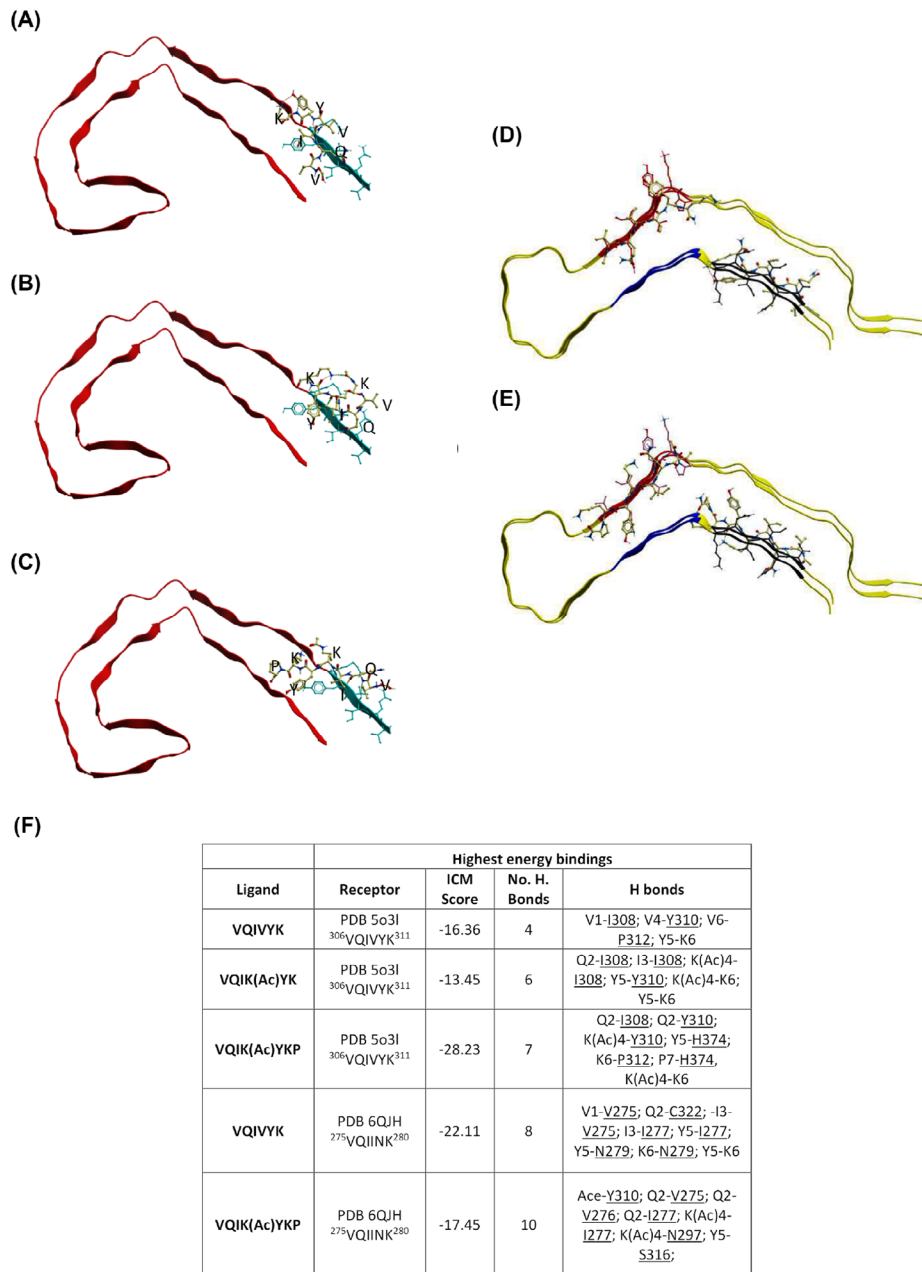 (A)
K
Y
I
V
Q
V
(B)
K
K
V
Y
I
Q
(C)
K
K
P
Q
Y
I
V
(D)
(E)
(F)
Highest energy bindings
Ligand Receptor ICM Score No. H. Bonds H bonds
VQIVYK PDB 5o3l 306VQIVYK311 -16.36 4 V1-I308; V4-Y310; V6-
P312; Y5-K6
VQIK(Ac)YK PDB 5o3l 306VQIVYK311 -13.45 6 Q2-I308; I3-I308; K(Ac)4-
I308; Y5-Y310; K(Ac)4-K6;
Y5-K6
VQIK(Ac)YKP PDB 5o3l 306VQIVYK311 -28.23 7 Q2-I308; Q2-Y310;
K(Ac)4-Y310; Y5-H374;
K6-P312; P7-H374,
K(Ac)4-K6
VQIVYK PDB 6QJH 275VQIINK280 -22.11 8 V1-V275; Q2-C322; -I3-
V275; I3-I277; Y5-I277;
Y5-N279; K6-N279; Y5-K6
VQIK(Ac)YKP PDB 6QJH 275VQIINK280 -17.45 10 Ace-Y310; Q2-V275; Q2-
V276; Q2-I277; K(Ac)4-
I277; K(Ac)4-N297; Y5-
S316;